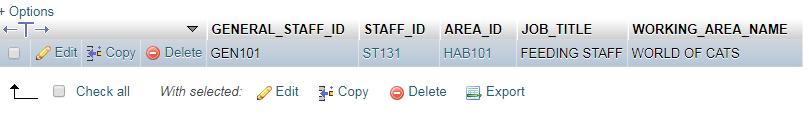 + Options
GENERAL_STAFF_ID STAFF_ID AREA_ID JOB_TITLE WORKING_AREA_NAME
Edit Copy Delete GEN101 ST131 HAB101 FEEDING STAFF WORLD OF CATS
Check all With selected: Edit Copy Delete Export